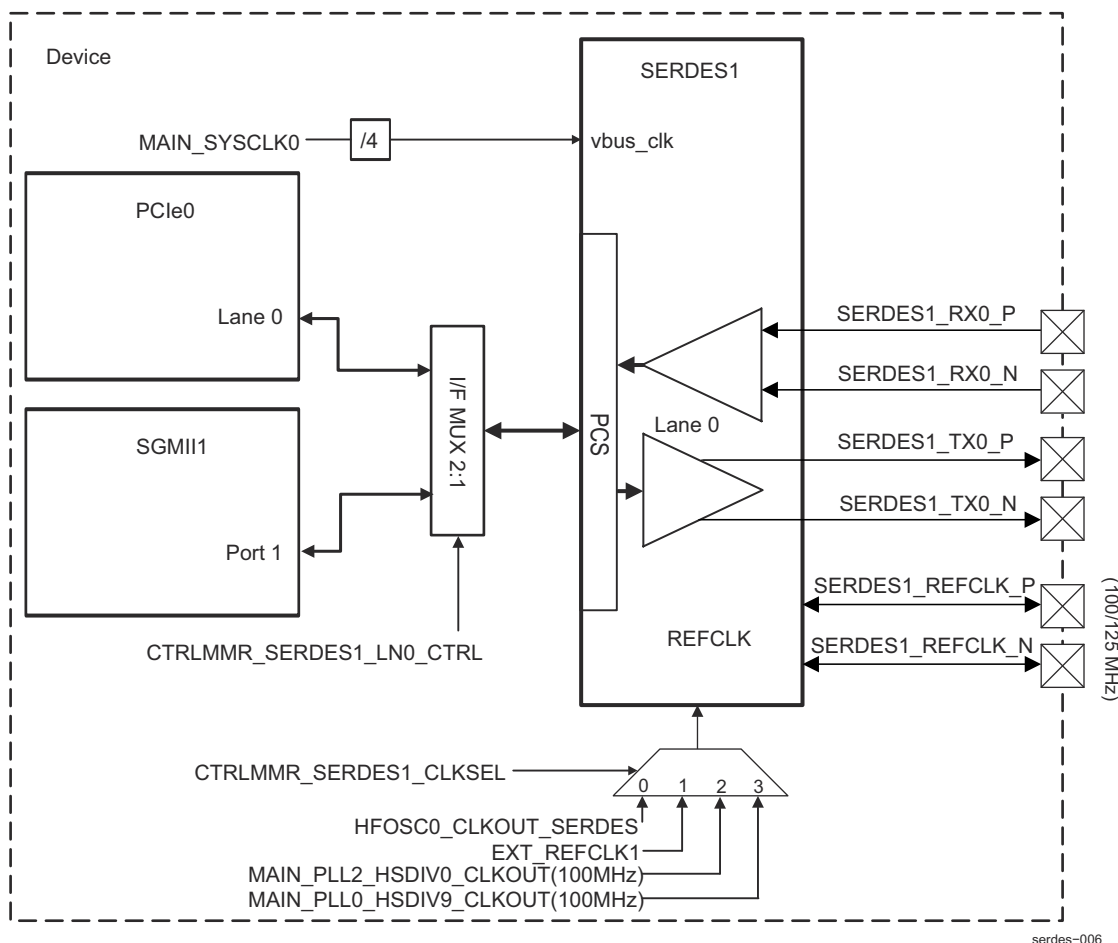 Device
SERDES1
MAIN_SYSCLK0
/4
vbus_clk
PCIe0
Lane 0
SGMII1
Port 1
I/F MUX 2:1
CTRLMMR_SERDES1_LN0_CTRL
PCS
Lane 0
REFCLK
SERDES1_RX0_P
SERDES1_RX0_N
SERDES1_TX0_P
SERDES1_TX0_N
SERDES1_REFCLK_P
SERDES1_REFCLK_N
(100/125 MHz)
CTRLMMR_SERDES1_CLKSEL
0 1 2 3
HFOSC0_CLKOUT_SERDES
EXT_REFCLK1
MAIN_PLL2_HSDIV0_CLKOUT(100MHz)
MAIN_PLL0_HSDIV9_CLKOUT(100MHz)
serdes-006